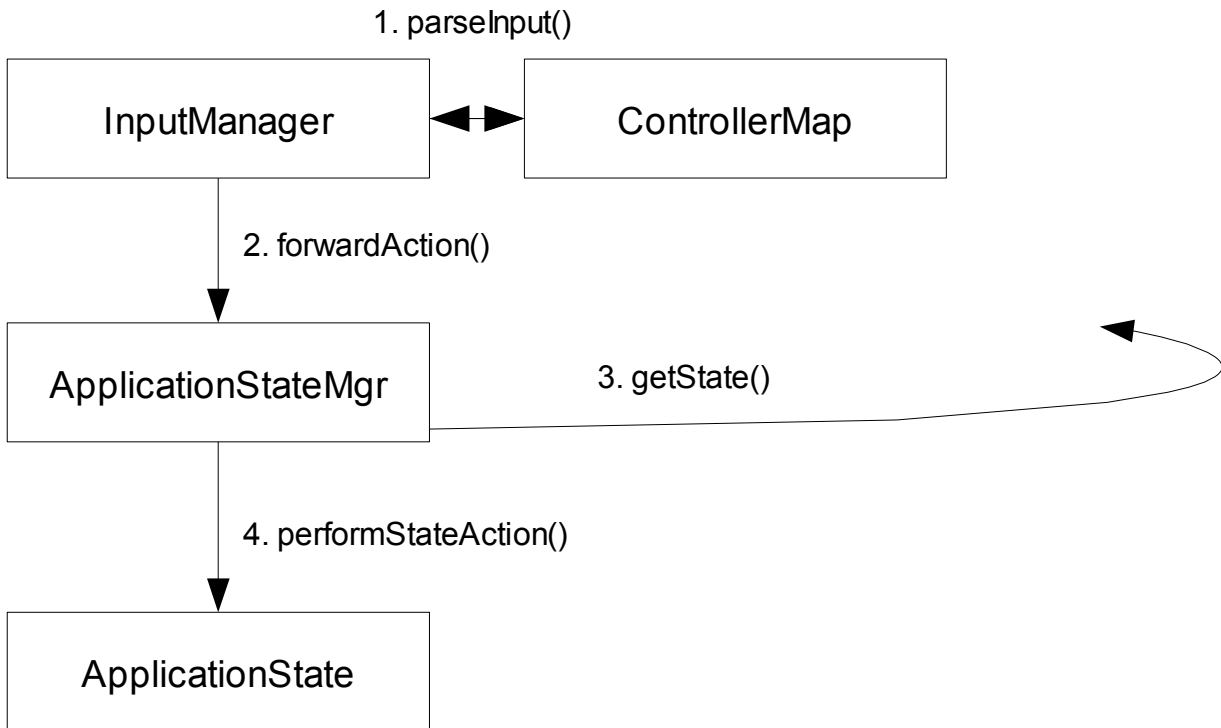 1. parseInput()
InputManager
ControllerMap
2. forwardAction()
ApplicationStateMgr
3. getState()
4. performStateAction()
ApplicationState